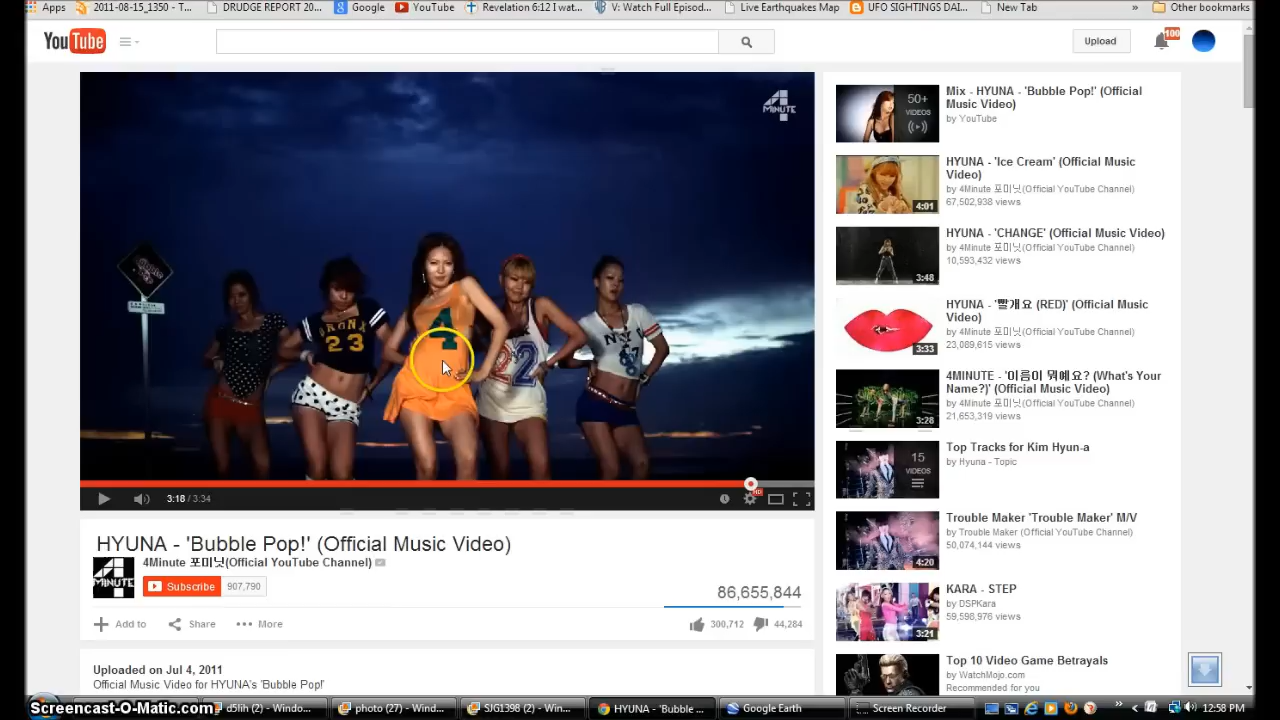 Apps
2011-08-15_1350 - T...
DRUDGE REPORT 20...
Google
YouTube
Revelation 6:12 I wat...
V: Watch Full Episod...
Live Earthquakes Map
UFO SIGHTINGS DAI...
New Tab
»
Other bookmarks
YouTube
Upload
100
4MINUTE
BRONX
23
4
22
N.Y.
67
3:18 / 3:34
HD
HYUNA - 'Bubble Pop!' (Official Music Video)
4MINUTE
4Minute 포미닛(Official YouTube Channel)
Subscribe
907,790
86,655,844
Add to
Share
300,712
44,284
Uploaded on Jul 4, 2011
Official Music Video for HYUNA's 'Bubble Pop!'
50+
VIDEOS
Mix - HYUNA - 'Bubble Pop!' (Official
Music Video)
by YouTube
4:01
HYUNA - 'Ice Cream' (Official Music
Video)
by 4Minute 포미닛(Official YouTube Channel)
67,502,938 views
3:48
HYUNA - 'CHANGE' (Official Music Video)
by 4Minute 포미닛(Official YouTube Channel)
10,593,432 views
3:33
HYUNA - '빨개요 (RED)' (Official Music
Video)
by 4Minute 포미닛(Official YouTube Channel)
23,089,615 views
3:28
4MINUTE - '이름이 뭐예요? (What's Your
Name?)' (Official Music Video)
by 4Minute 포미닛(Official YouTube Channel)
21,653,319 views
15
VIDEOS
Top Tracks for Kim Hyun-a
by Hyuna - Topic
4:20
Trouble Maker 'Trouble Maker' M/V
by Trouble Maker (Official YouTube Channel)
50,074,144 views
3:21
KARA - STEP
by DSPKara
59,598,976 views
Top 10 Video Game Betrayals
by WatchMojo.com
Recommended for you
Screencast-O-Matic.com
d5lih (2) - Windo...
photo (27) - Wind...
SJG1398 (2) - Win...
HYUNA - 'Bubble ...
Google Earth
Screen Recorder
»
12:58 PM